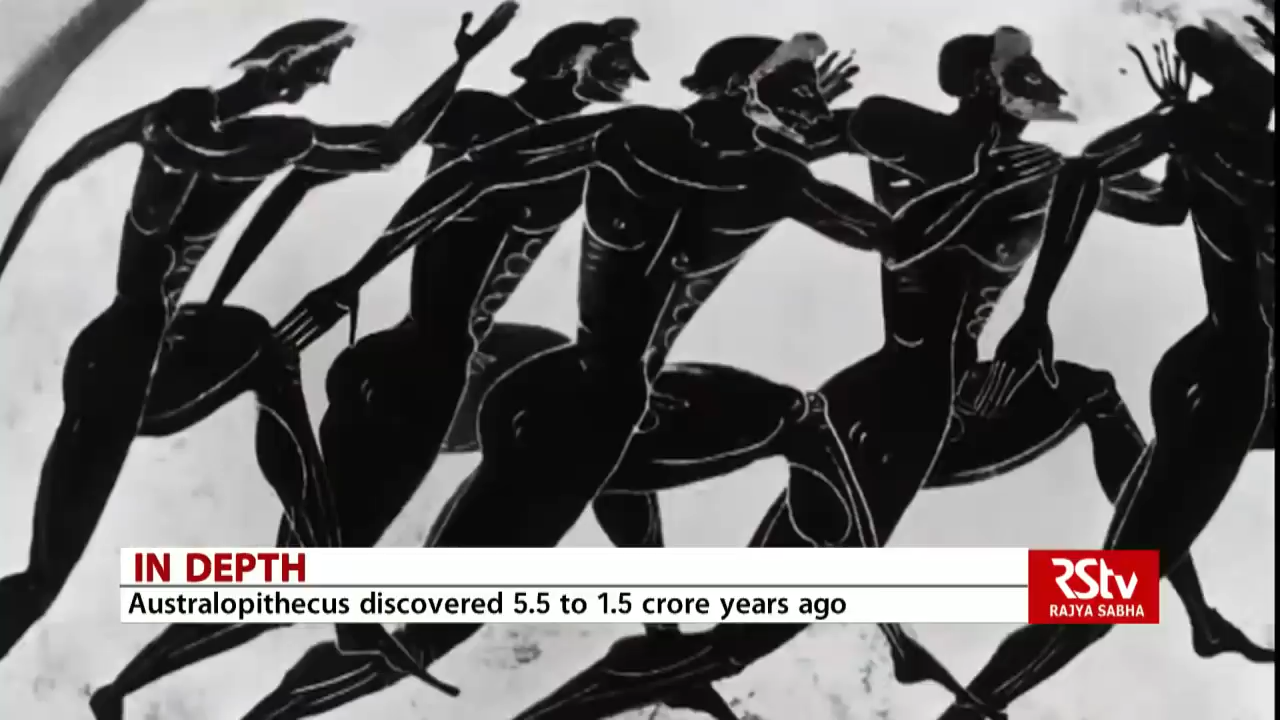 IN DEPTH
Australopithecus discovered 5.5 to 1.5 crore years ago
RStv
RAJYA SABHA